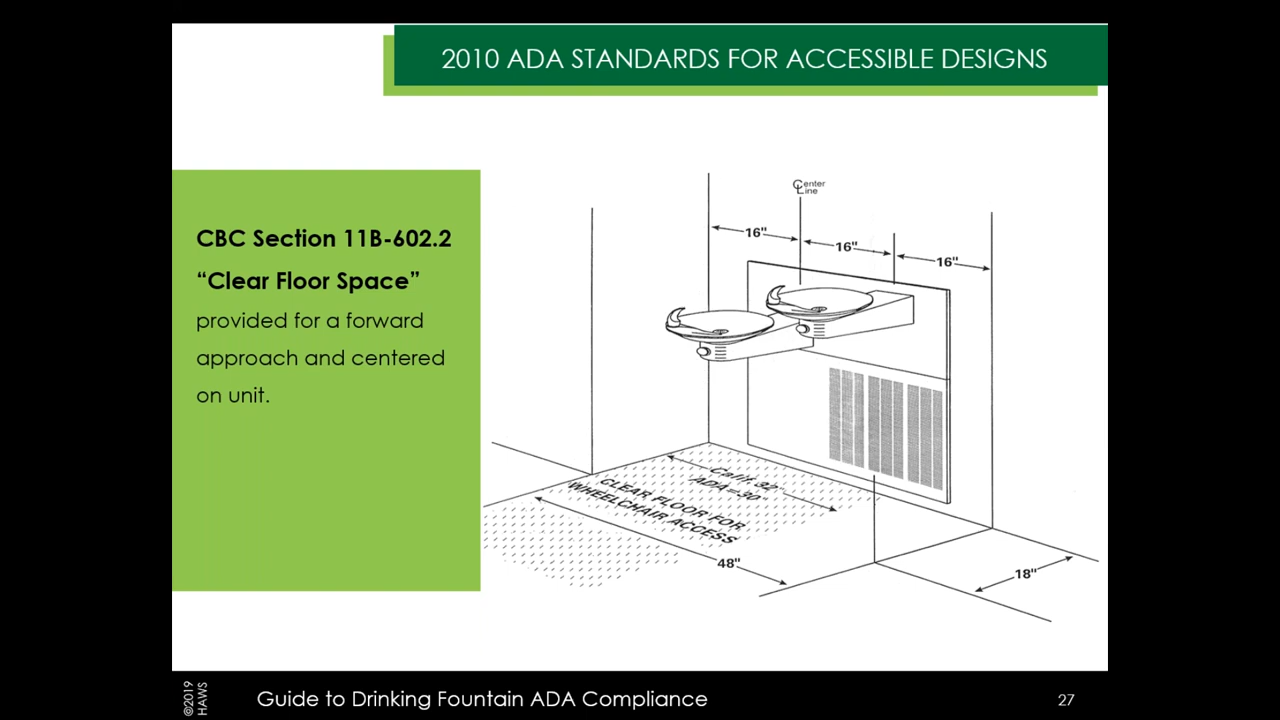 2010 ADA STANDARDS FOR ACCESSIBLE DESIGNS
CBC Section 11B-602.2
“Clear Floor Space”
provided for a forward
approach and centered
on unit.
Center
Line
16"
16"
16"
Calif 32"
ADA=30"
CLEAR FLOOR FOR
WHEELCHAIR ACCESS
48"
18"
©2019
HAWS
Guide to Drinking Fountain ADA Compliance
27